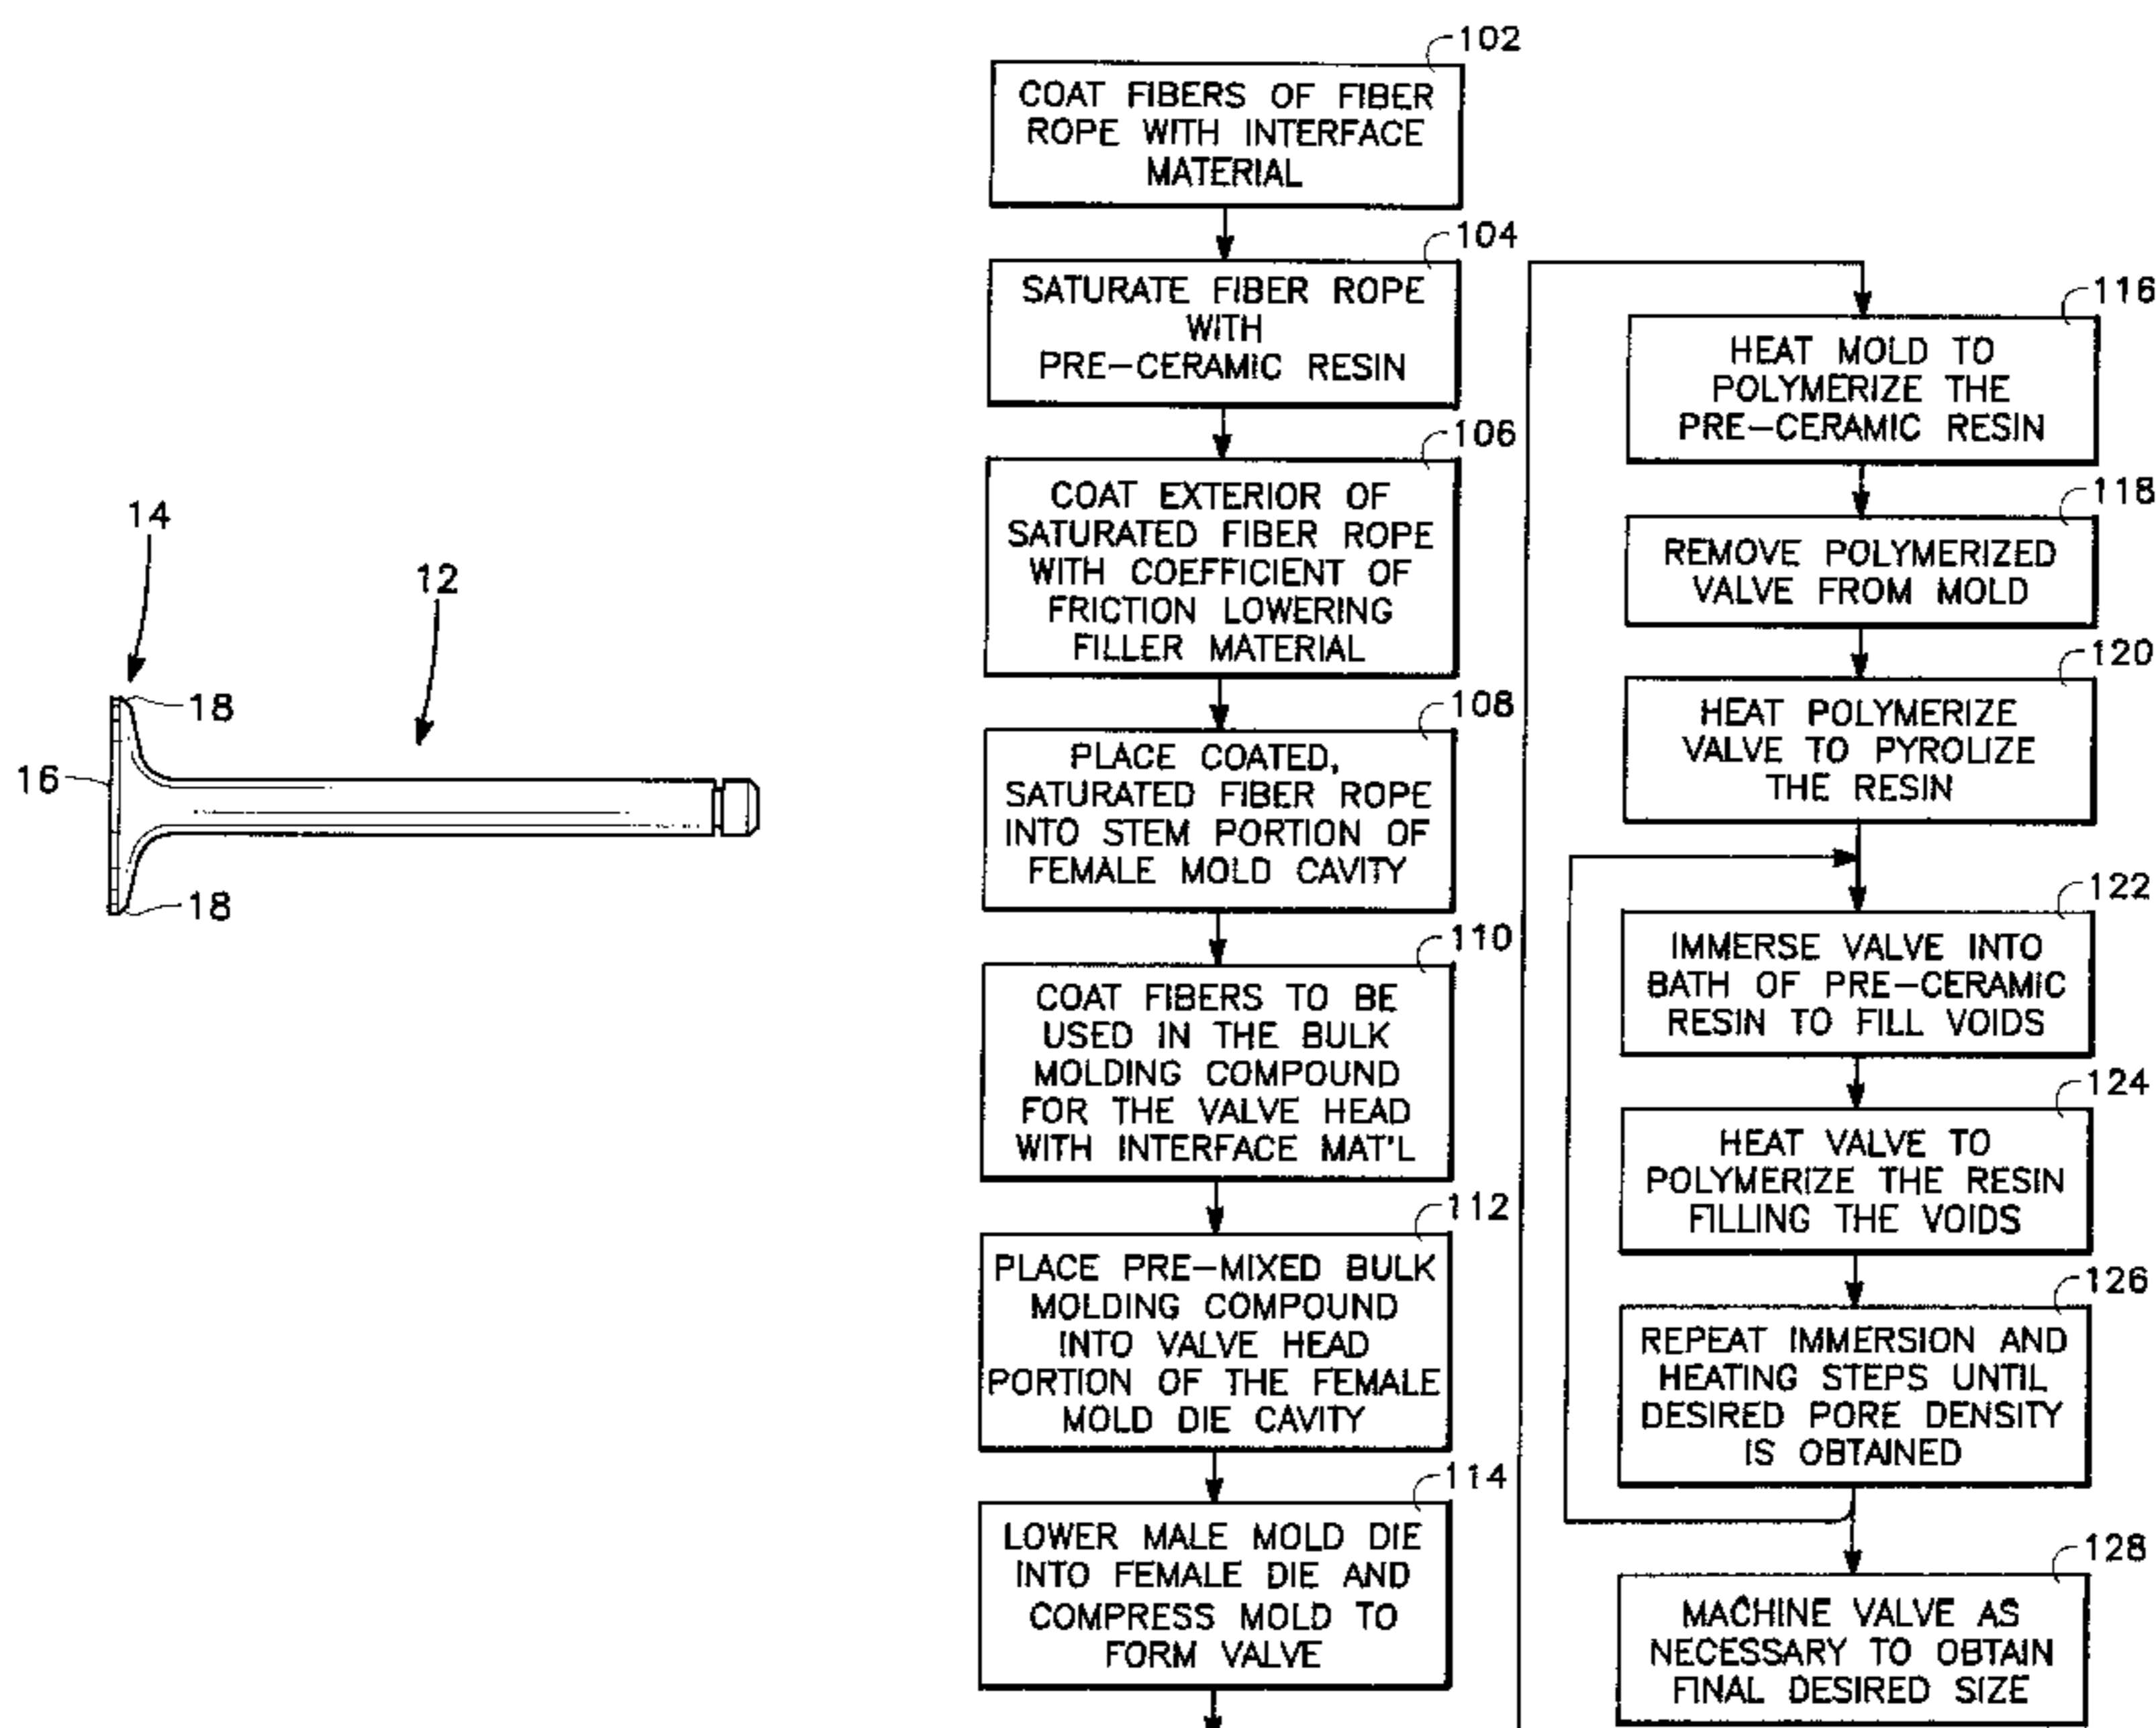 14
12
18
16
18
102
COAT FIBERS OF FIBER
ROPE WITH INTERFACE
MATERIAL
104
SATURATE FIBER ROPE
WITH
PRE-CERAMIC RESIN
106
COAT EXTERIOR OF
SATURATED FIBER ROPE
WITH COEFFICIENT OF
FRICTION LOWERING
FILLER MATERIAL
108
PLACE COATED,
SATURATED FIBER ROPE
INTO STEM PORTION OF
FEMALE MOLD CAVITY
110
COAT FIBERS TO BE
USED IN THE BULK
MOLDING COMPOUND
FOR THE VALVE HEAD
WITH INTERFACE MAT'L
112
PLACE PRE-MIXED BULK
MOLDING COMPOUND
INTO VALVE HEAD
PORTION OF THE FEMALE
MOLD DIE CAVITY
114
LOWER MALE MOLD DIE
INTO FEMALE DIE AND
COMPRESS MOLD TO
FORM VALVE
116
HEAT MOLD TO
POLYMERIZE THE
PRE-CERAMIC RESIN
118
REMOVE POLYMERIZED
VALVE FROM MOLD
120
HEAT POLYMERIZE
VALVE TO PYROLIZE
THE RESIN
122
IMMERSE VALVE INTO
BATH OF PRE-CERAMIC
RESIN TO FILL VOIDS
124
HEAT VALVE TO
POLYMERIZE THE RESIN
FILLING THE VOIDS
126
REPEAT IMMERSION AND
HEATING STEPS UNTIL
DESIRED PORE DENSITY
IS OBTAINED
128
MACHINE VALVE AS
NECESSARY TO OBTAIN
FINAL DESIRED SIZE